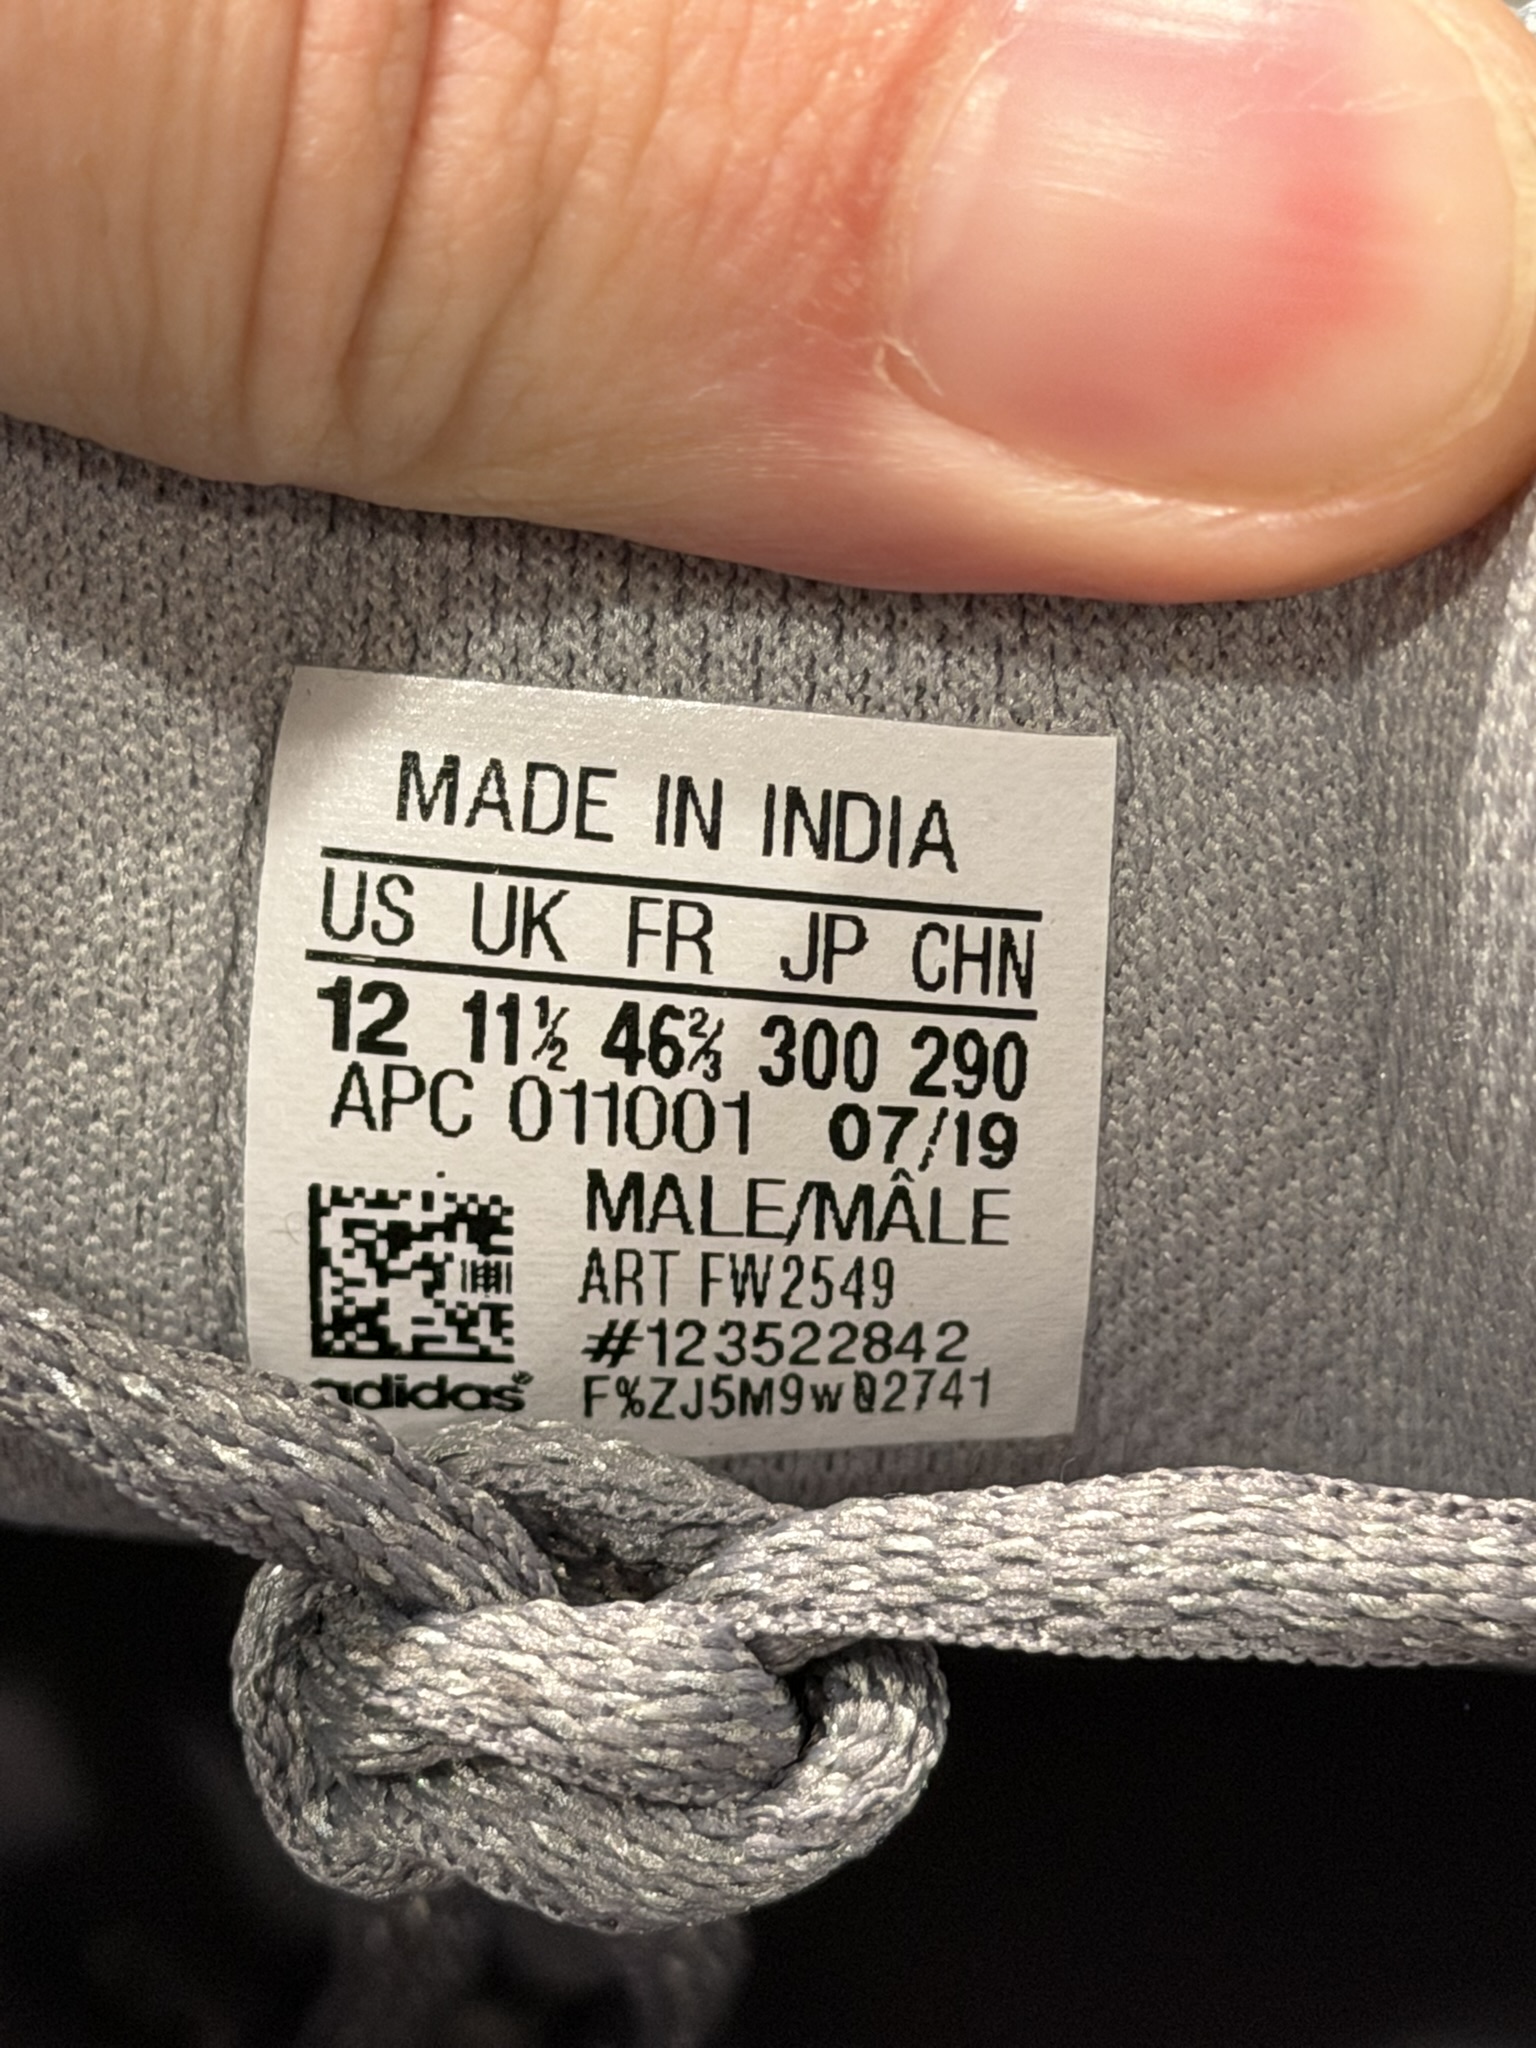 MADE IN INDIA
US UK FR JP CHN
12 11½ 46⅔ 300 290
APC 011001 07/19
MALE/MÂLE
ART FW2549
#123522842
adidas® F%ZJ5M9w02741